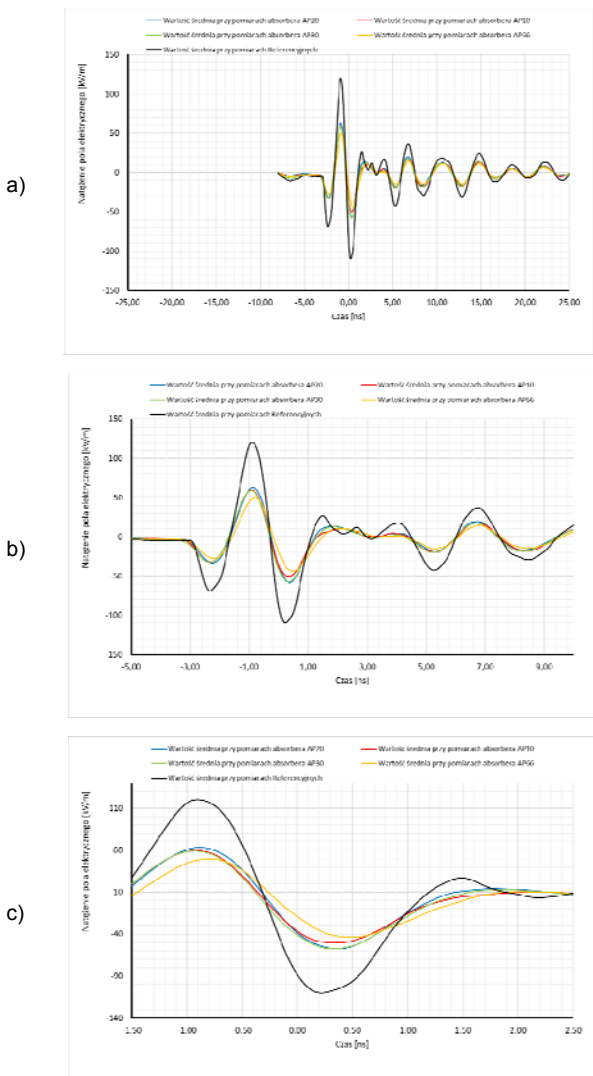 a)
Wartość średnia przy pomiarach absorbera AP20
Wartość średnia przy pomiarach absorbera AP10
Wartość średnia przy pomiarach absorbera AP30
Wartość średnia przy pomiarach absorbera AP66
Wartość średnia przy pomiarach Referencyjnych
Natężenie pola elektrycznego [kV/m]
150
100
50
0
-50
-100
-150
-25,00 -20,00 -15,00 -10,00 -5,00 0,00 5,00 10,00 15,00 20,00 25,00
Czas [ns]
b)
Wartość średnia przy pomiarach absorbera AP20
Wartość średnia przy pomiarach absorbera AP10
Wartość średnia przy pomiarach absorbera AP30
Wartość średnia przy pomiarach absorbera AP66
Wartość średnia przy pomiarach Referencyjnych
Natężenie pola elektrycznego [kV/m]
150
100
50
0
-50
-100
150
-5,00 -3,00 -1,00 1,00 3,00 5,00 7,00 9,00
Czas [ns]
c)
Wartość średnia przy pomiarach absorbera AP20
Wartość średnia przy pomiarach absorbera AP10
Wartość średnia przy pomiarach absorbera AP30
Wartość średnia przy pomiarach absorbera AP66
Wartość średnia przy pomiarach Referencyjnych
Natężenie pola elektrycznego [kV/m]
110
60
10
-40
-90
-140
-1.50 -1.00 -0.50 0.00 0.50 1.00 1.50 2.00 2.50
Czas [ns]